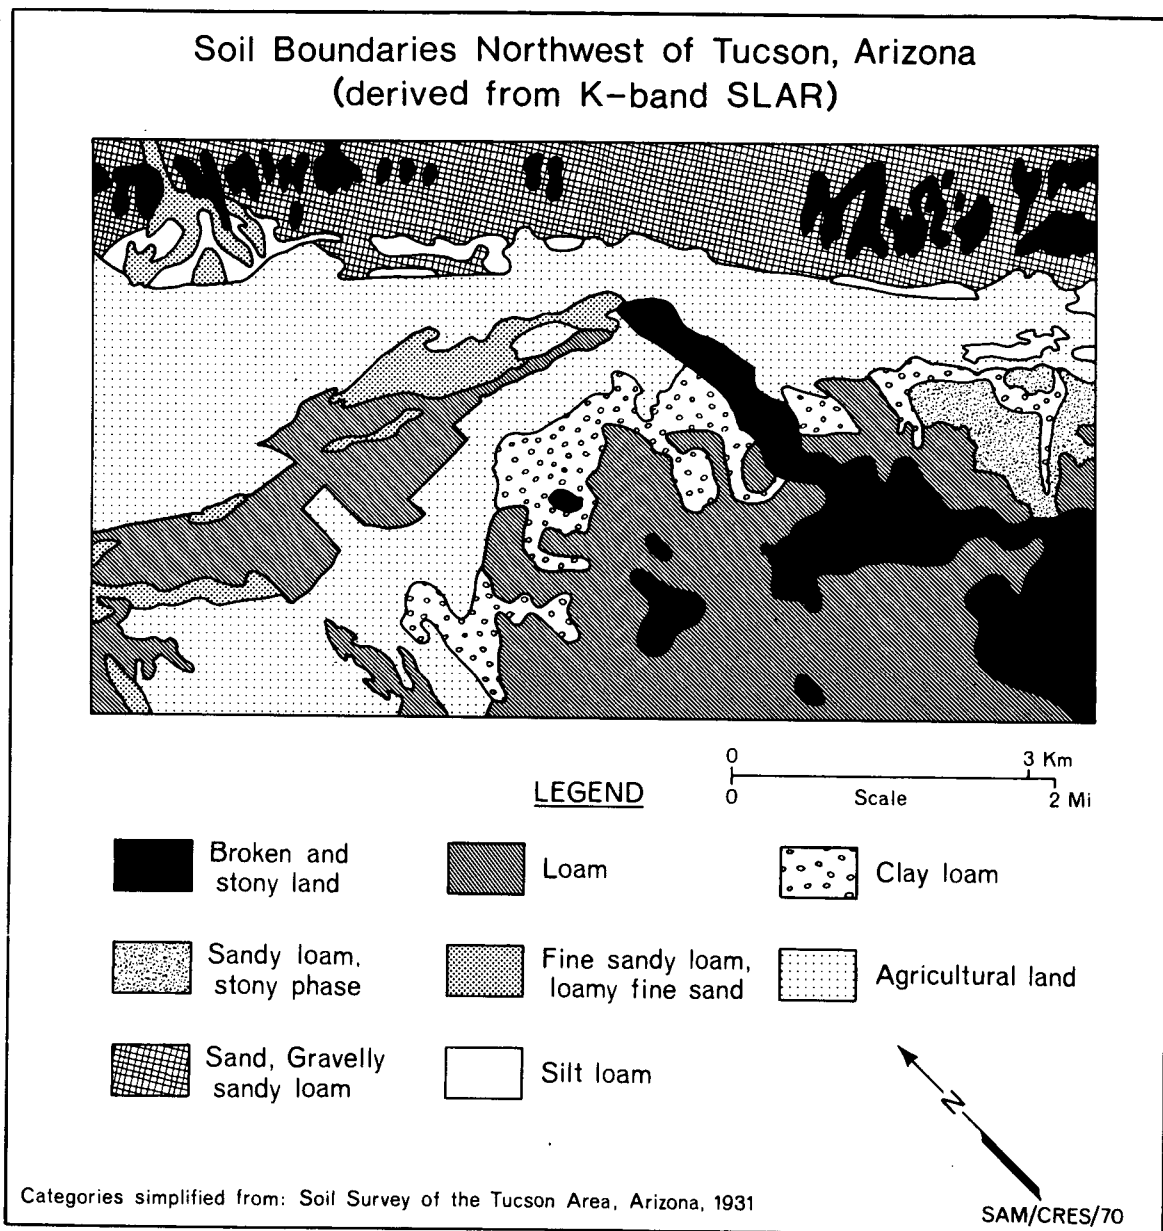 Soil Boundaries Northwest of Tucson, Arizona
(derived from K-band SLAR)
0 3 Km
0 Scale 2 Mi
LEGEND
Broken and
stony land
Loam
Clay loam
Sandy loam,
stony phase
Fine sandy loam,
loamy fine sand
Agricultural land
Sand, Gravelly
sandy loam
Silt loam
N
Categories simplified from: Soil Survey of the Tucson Area, Arizona, 1931
SAM/CRES/70